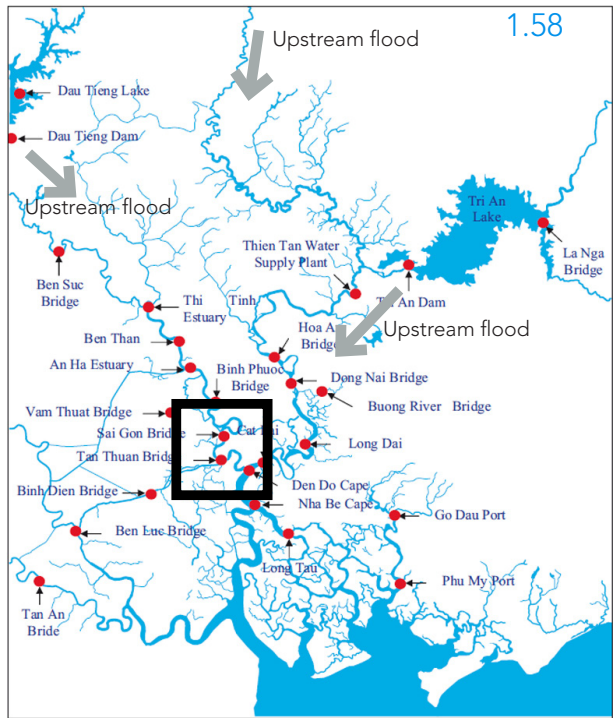 1.58
Upstream flood
Dau Tieng Lake
Dau Tieng Dam
Upstream flood
Tri An
Lake
Thien Tan Water
Supply Plant
La Nga
Bridge
Ben Suc
Bridge
Thi Tinh
Estuary
An Dam
Upstream flood
Hoa A
Bridge
Ben Than
An Ha Estuary
Binh Phuoc
Bridge
Dong Nai Bridge
Buong River Bridge
Vam Thuat Bridge
Sai Gon Bridge
Cat
Long Dai
Tan Thuan Bridge
Den Do Cape
Binh Dien Bridge
Nha Be Cape
Go Dau Port
Ben Luc Bridge
Long Tau
Phu My Port
Tan An
Bride